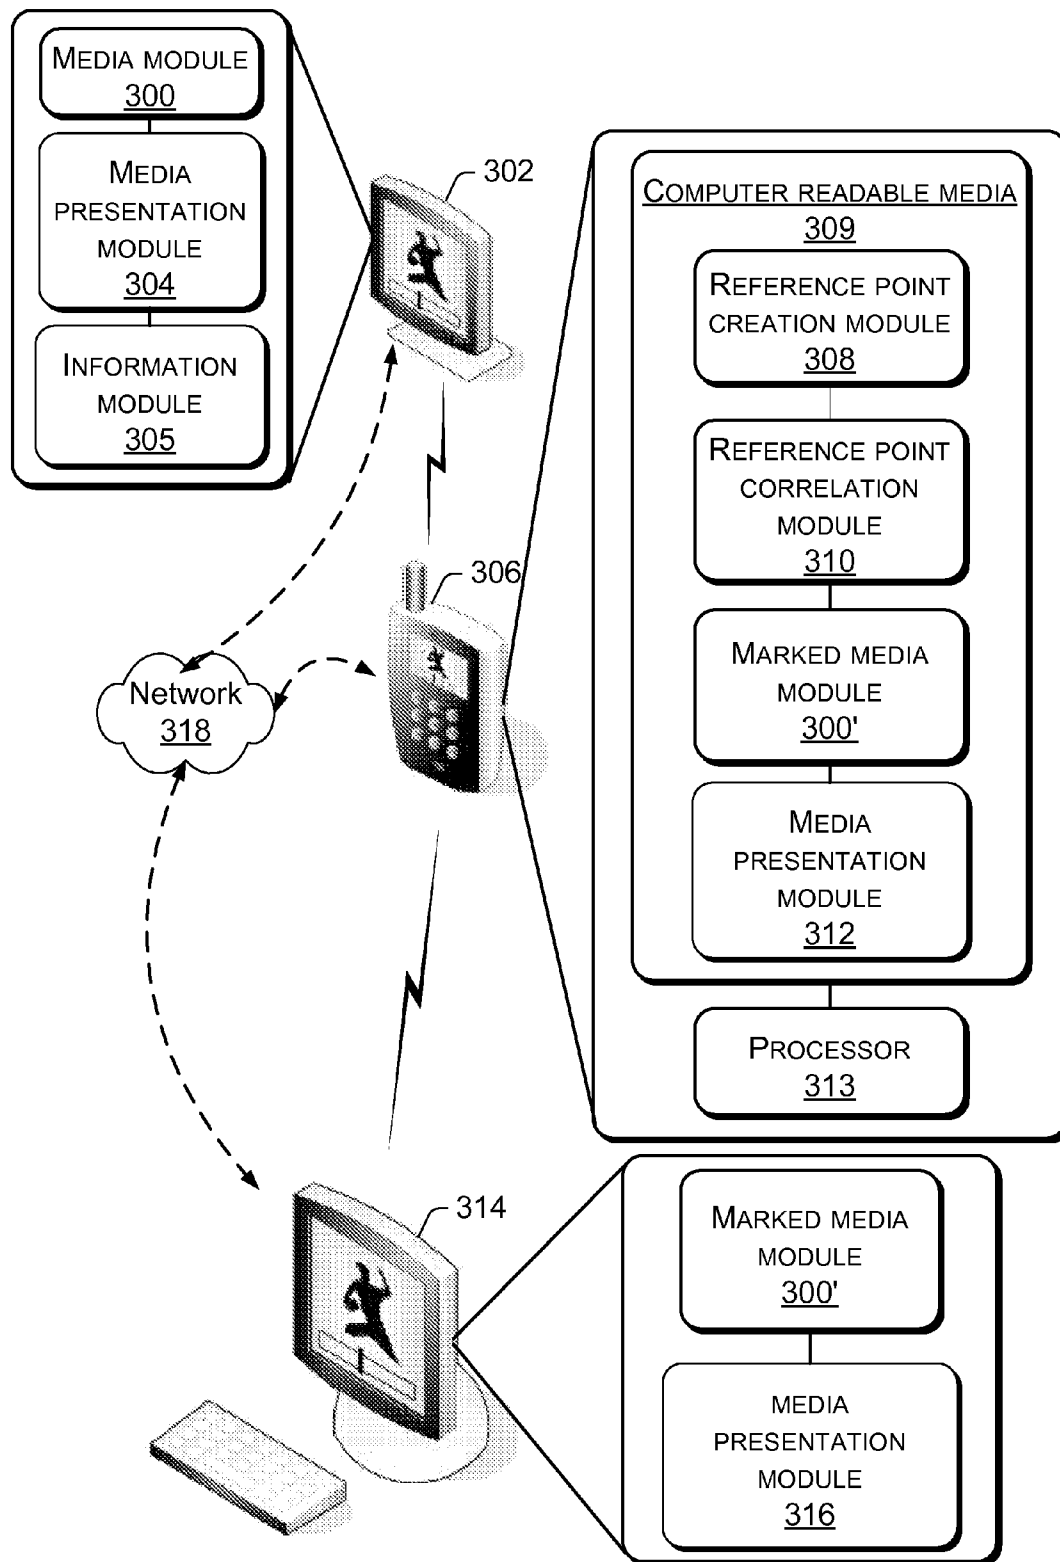 MEDIA MODULE
300
MEDIA
PRESENTATION
MODULE
304
INFORMATION
MODULE
305
302
COMPUTER READABLE MEDIA
309
REFERENCE POINT
CREATION MODULE
308
REFERENCE POINT
CORRELATION
MODULE
310
MARKED MEDIA
MODULE
300'
MEDIA
PRESENTATION
MODULE
312
PROCESSOR
313
306
Network
318
314
MARKED MEDIA
MODULE
300'
MEDIA
PRESENTATION
MODULE
316